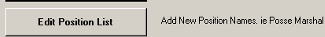 Edit Position List
Add New Position Names. ie Posse Marshal